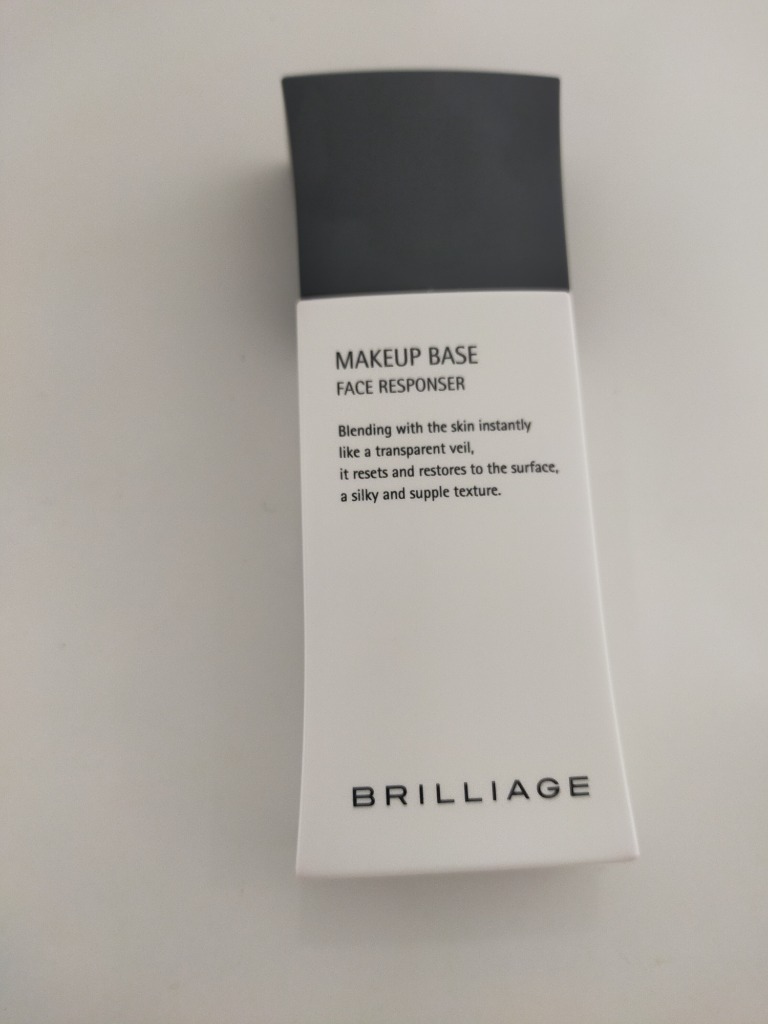 MAKEUP BASE
FACE RESPONSER
Blending with the skin instantly
like a transparent veil,
it resets and restores to the surface,
a silky and supple texture.
BRILLIAGE